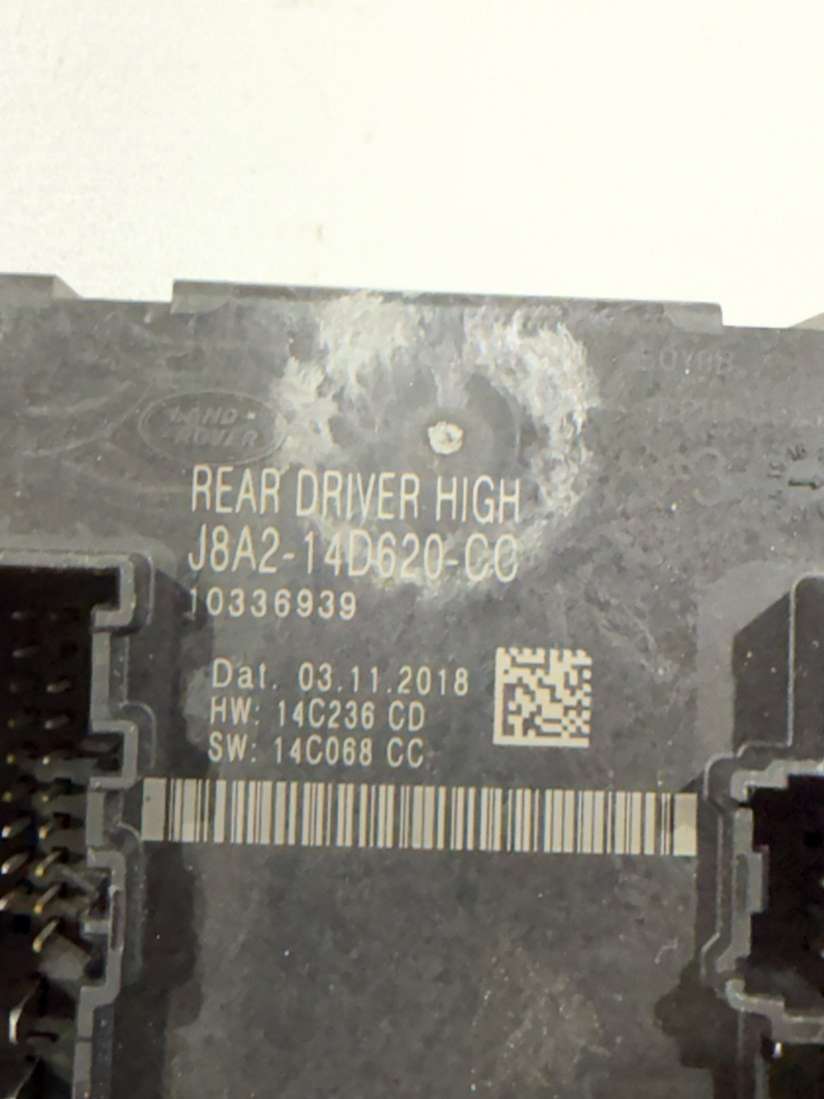 LAND
ROVER
REAR DRIVER HIGH
J8A2-14D620-CC
10336939
Dat. 03.11.2018
HW: 14C236 CD
SW: 14C068 CC